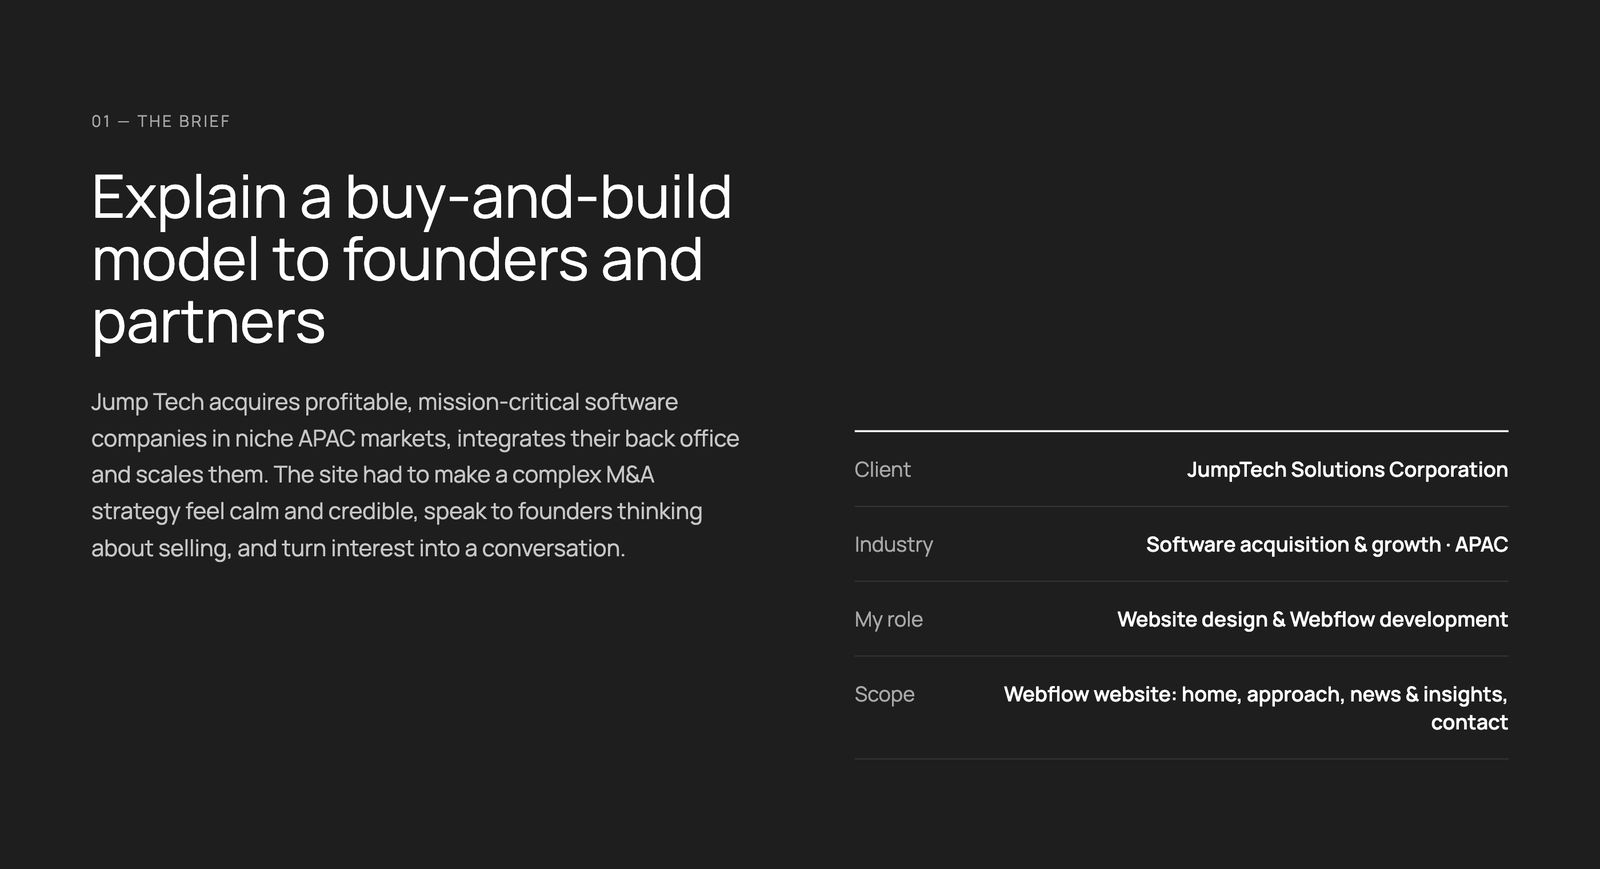 01 — THE BRIEF
Explain a buy-and-build
model to founders and
partners
Jump Tech acquires profitable, mission-critical software
companies in niche APAC markets, integrates their back office
and scales them. The site had to make a complex M&A
strategy feel calm and credible, speak to founders thinking
about selling, and turn interest into a conversation.
Client JumpTech Solutions Corporation
Industry Software acquisition & growth · APAC
My role Website design & Webflow development
Scope Webflow website: home, approach, news & insights,
contact